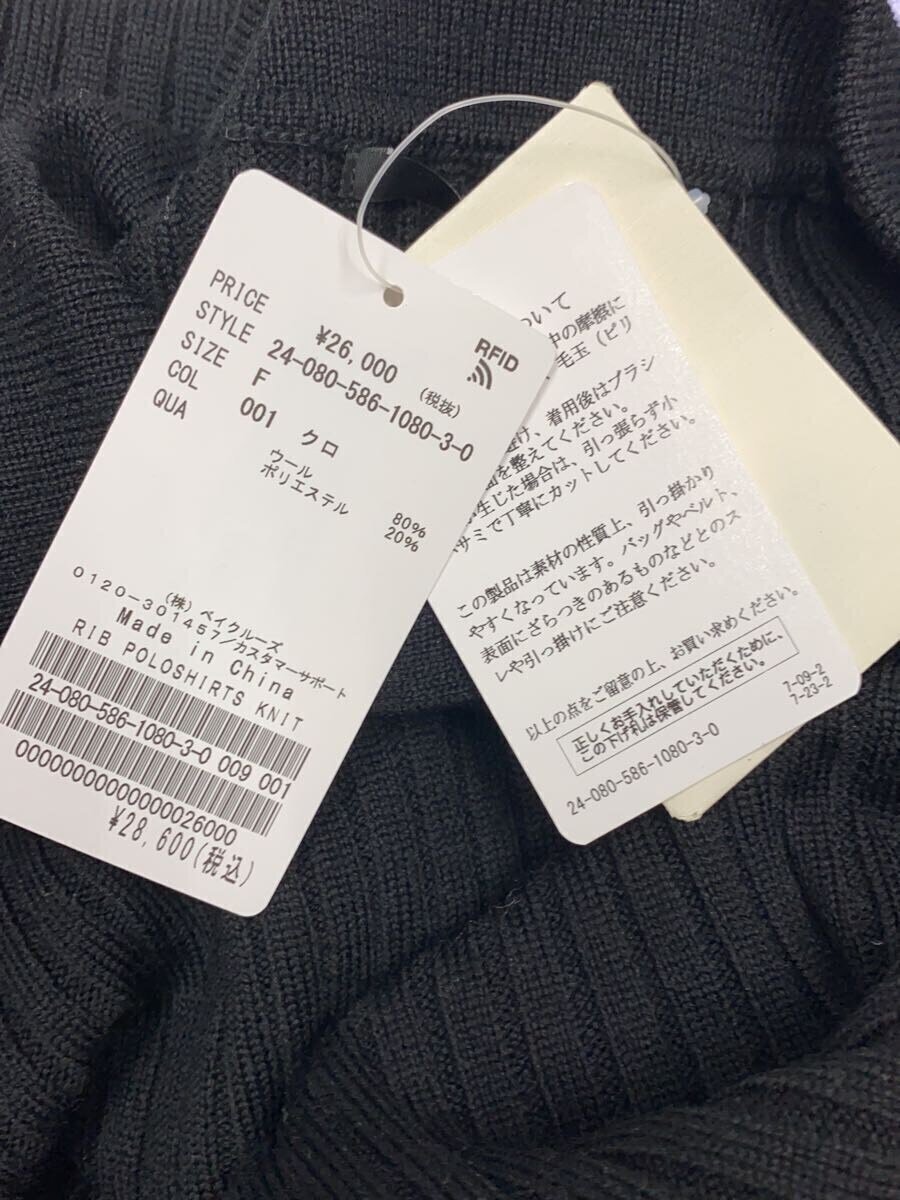 PRICE ¥26,000 (税抜)
STYLE 24-080-586-1080-3-0
SIZE F
COL 001 クロ
QUA ウール 80%
ポリエステル 20%
RFID
(株)ベイクルーズ
0120-301457/カスタマーサポート
Made in China
RIB POLOSHIRTS KNIT
24-080-586-1080-3-0 009 001
0000000000000026000
¥28,600(税込)
ついて
中の摩擦に
毛玉(ピリ
避け、着用後はブラシ
面を整えてください。
生じた場合は、引っ張らず小
サミで丁寧にカットしてください。
この製品は素材の性質上、引っ掛かり
やすくなっています。バッグやベルト、
表面にざらつきのあるものなどとのス
レや引っ掛けにご注意ください。
以上の点をご留意の上、お買い求めください。
正しくお手入れしていただくために、
この下げ札は保管してください。
7-09-2
7-23-2
24-080-586-1080-3-0